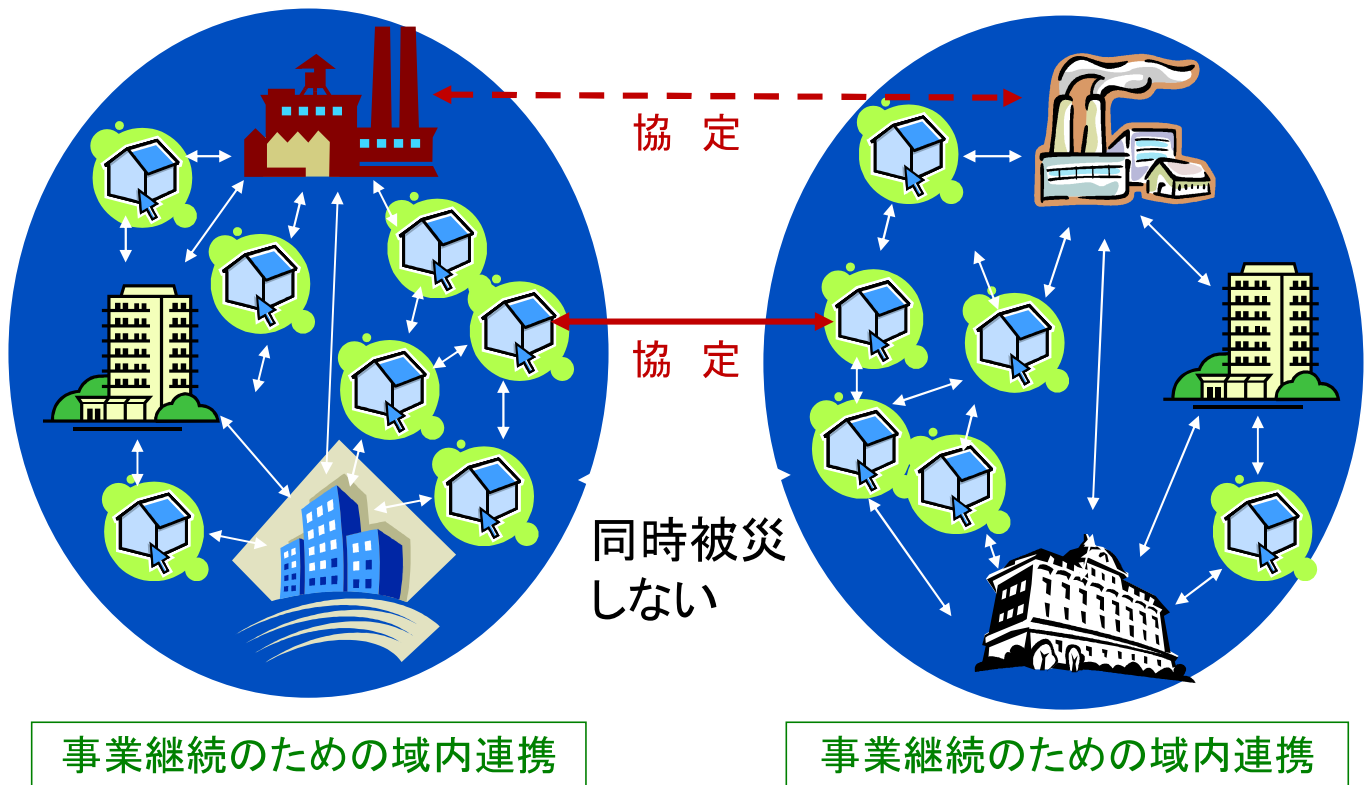 協 定
協 定
同時被災
しない
事業継続のための域内連携
事業継続のための域内連携